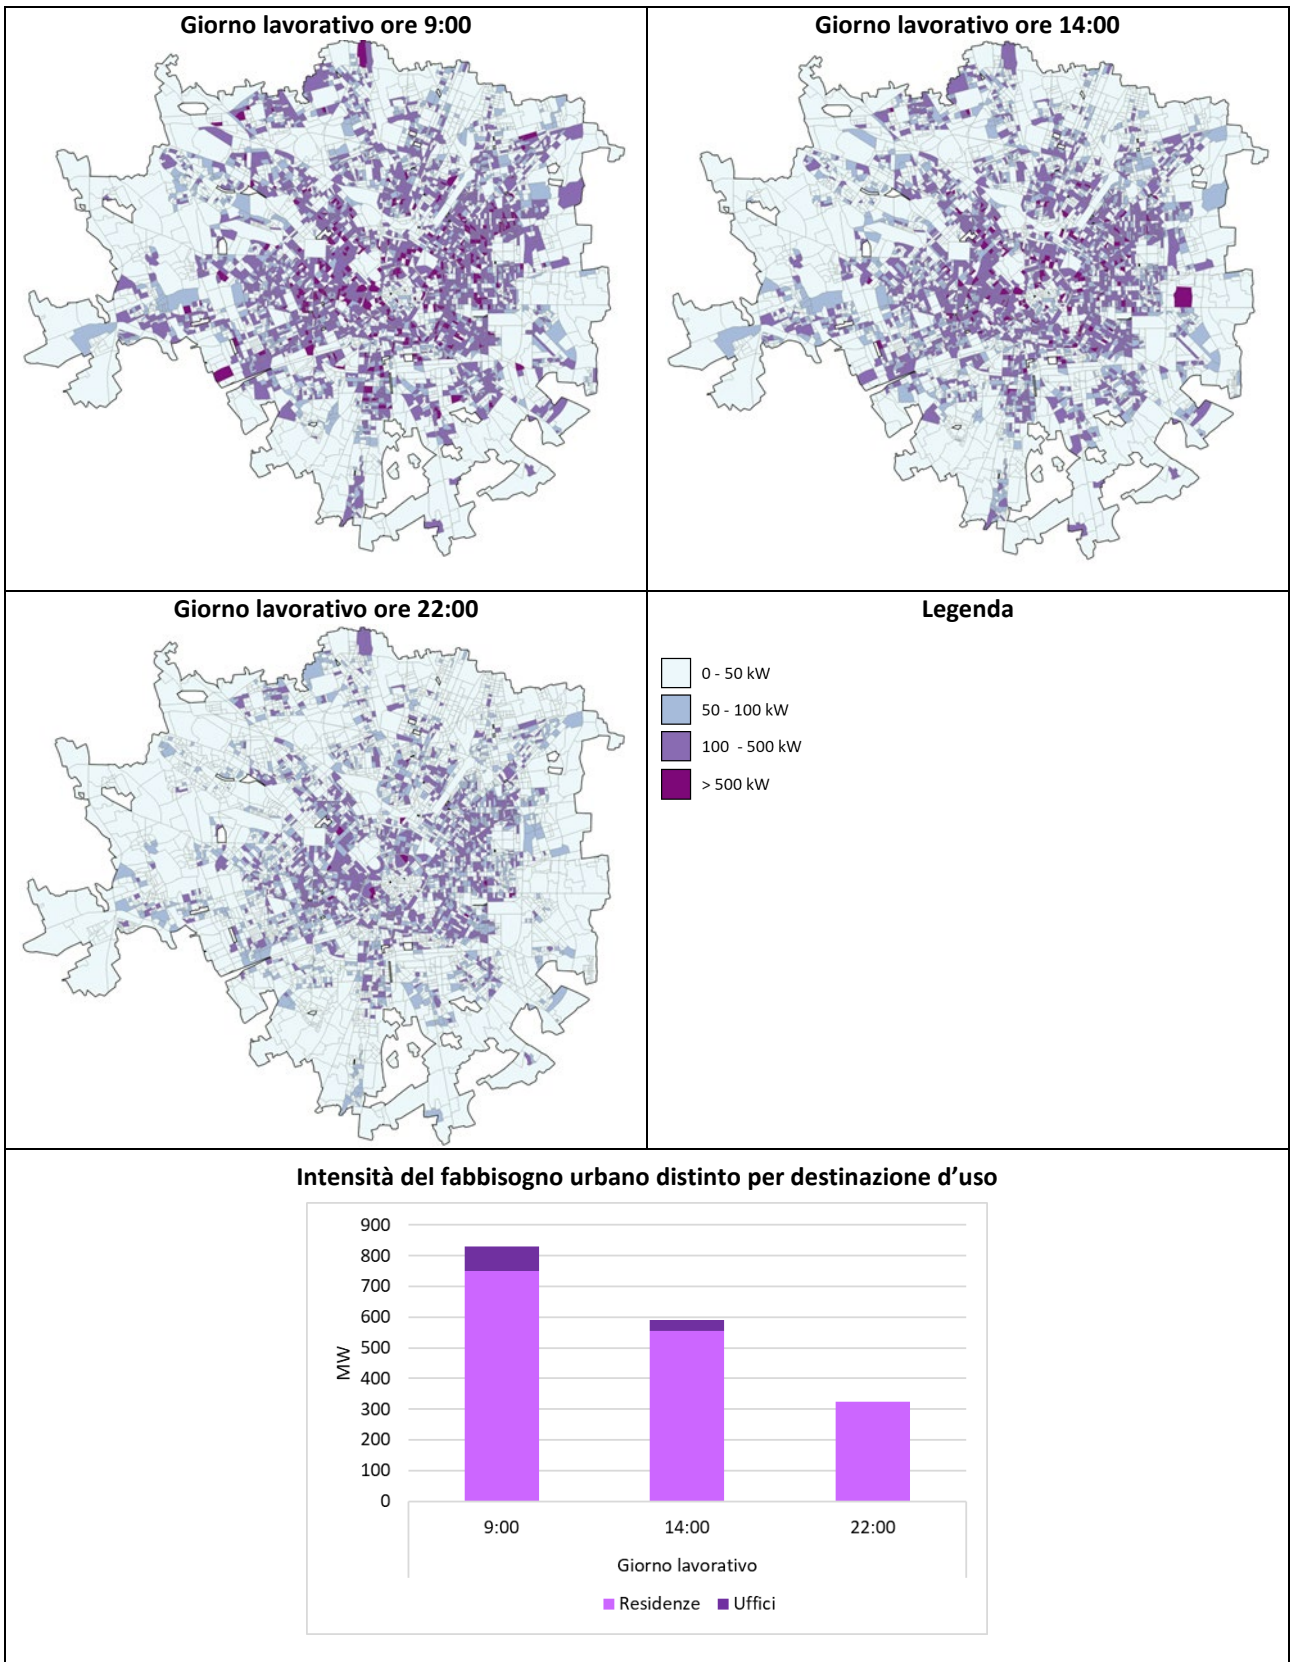 Giorno lavorativo ore 9:00
Giorno lavorativo ore 14:00
Giorno lavorativo ore 22:00
Legenda
0 - 50 kW
50 - 100 kW
100 - 500 kW
> 500 kW
Intensità del fabbisogno urbano distinto per destinazione d'uso
900
800
700
600
500
400
300
200
100
0
MW
9:00
14:00
22:00
Giorno lavorativo
Residenze
Uffici